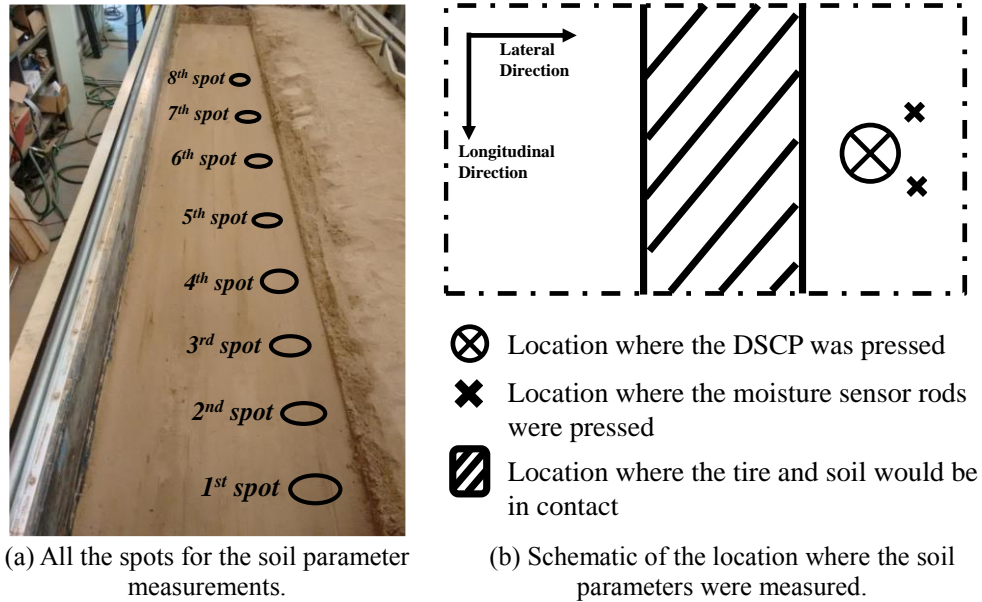 8th spot
7th spot
6th spot
5th spot
4th spot
3rd spot
2nd spot
1st spot
(a) All the spots for the soil parameter
measurements.
Lateral
Direction
Longitudinal
Direction
Location where the DSCP was pressed
Location where the moisture sensor rods
were pressed
Location where the tire and soil would be
in contact
(b) Schematic of the location where the soil
parameters were measured.